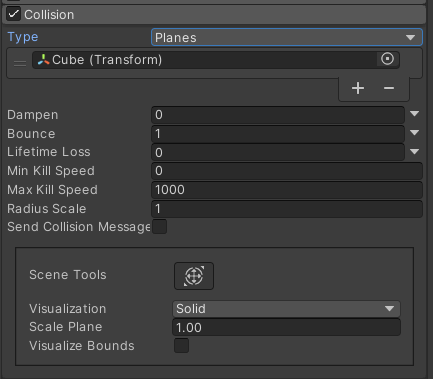 Collision
Type Planes
Cube (Transform)
Dampen 0
Bounce 1
Lifetime Loss 0
Min Kill Speed 0
Max Kill Speed 1000
Radius Scale 1
Send Collision Message
Scene Tools
Visualization Solid
Scale Plane 1.00
Visualize Bounds